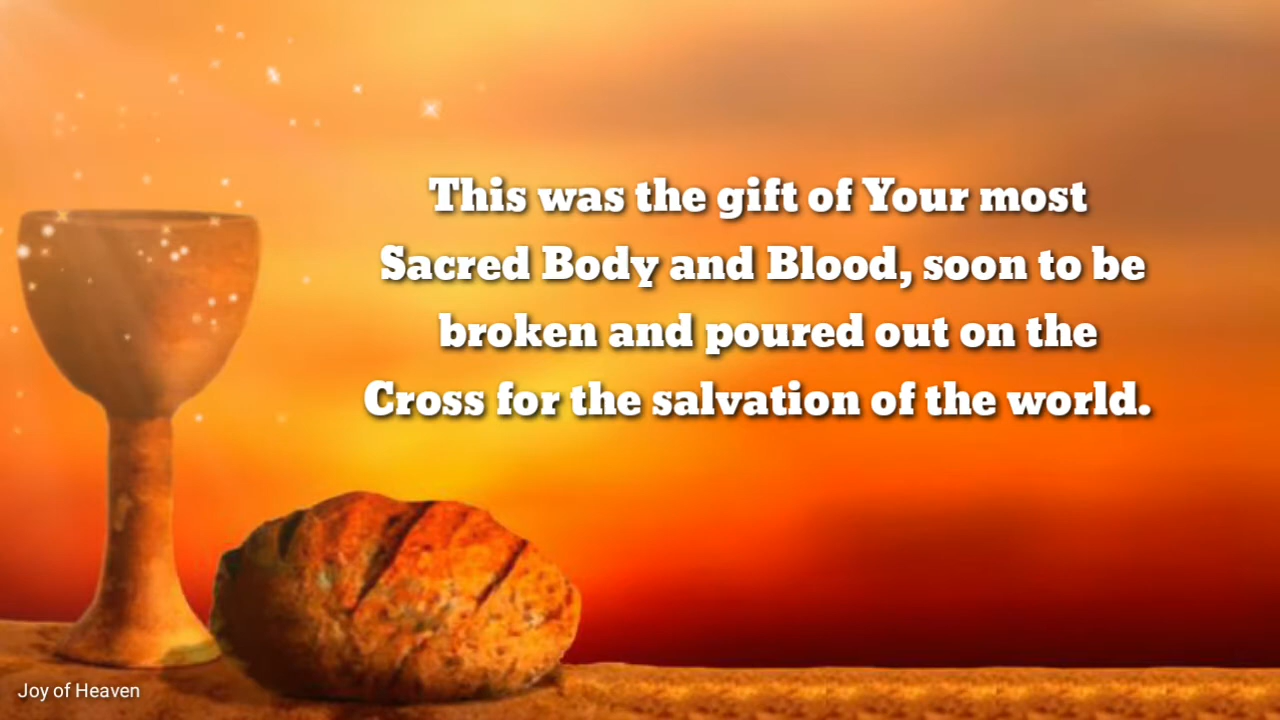 This was the gift of Your most
Sacred Body and Blood, soon to be
broken and poured out on the
Cross for the salvation of the world.
Joy of Heaven